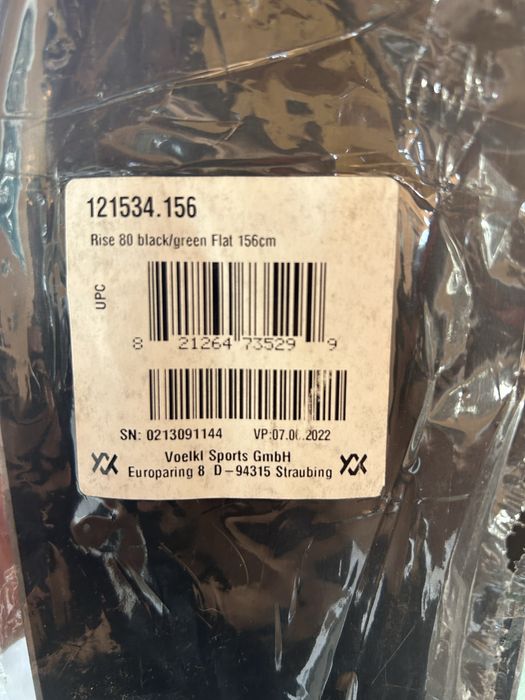 121534.156
Rise 80 black/green Flat 156cm
UPC
8 21264 73529 9
SN: 0213091144
Voelkl Sports GmbH
Europaring 8 D-94315 Straubing